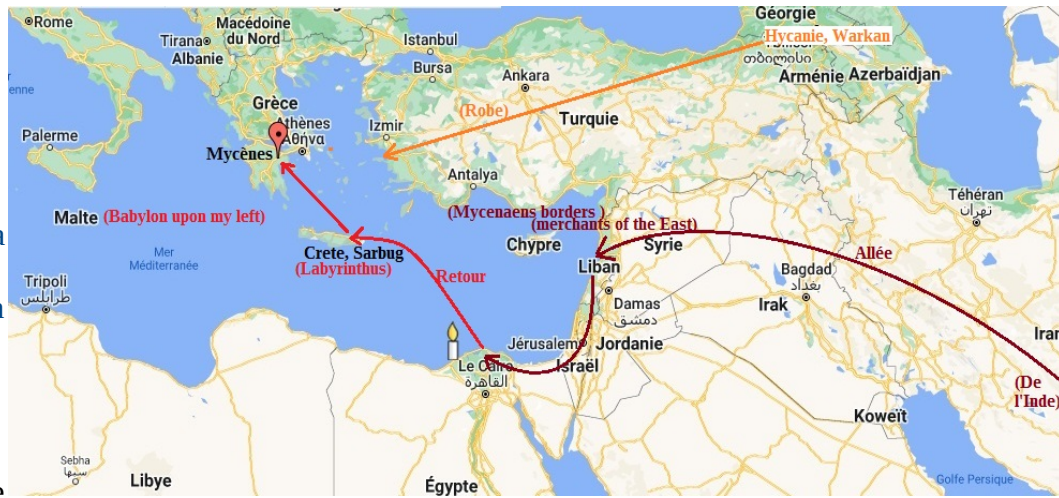 Rome
Macédoine
du Nord
Tirana
Albanie
Istanbul
Bursa
Géorgie
Hycanie, Warkan
თბილისი
Arménie
Azerbaïdjan
Ankara
Grèce
Athènes
Αθήνα
Izmir
(Robe)
Turquie
Palerme
Mycènes
Antalya
Téhéran
تهران
Malte
(Babylon upon my left)
(Mycenaens borders )
(merchants of the East)
Chypre
Syrie
Mer
Méditerranée
Crete, Sarbug
(Labyrinthus)
Retour
Liban
Allée
Bagdad
بغداد
Tripoli
طرابلس
Damas
دمشق
Irak
Iran
Jérusalem
Jordanie
Israël
Le Caire
القاهرة
(De
l'Inde)
Koweït
Sebha
سبها
Libye
Égypte
Golfe Persique